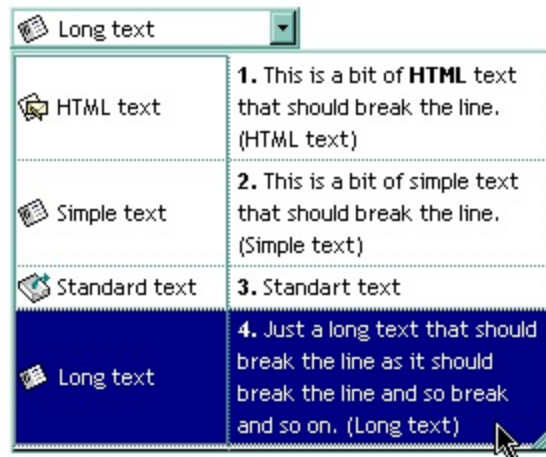 Long text
HTML text
1. This is a bit of HTML text
that should break the line.
(HTML text)
Simple text
2. This is a bit of simple text
that should break the line.
(Simple text)
Standard text
3. Standart text
Long text
4. Just a long text that should
break the line as it should
break the line and so break
and so on. (Long text)